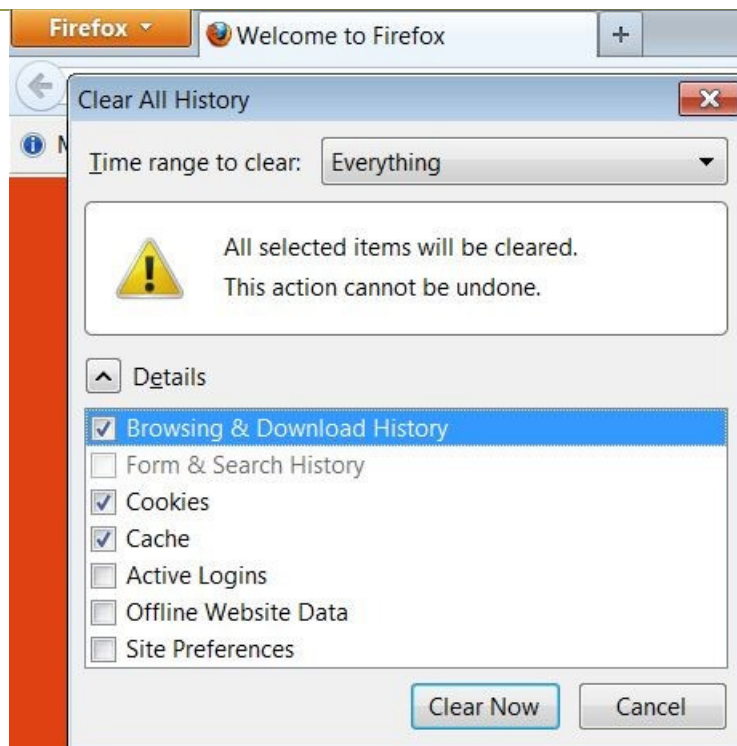 Firefox
Welcome to Firefox
+
Clear All History
Time range to clear: Everything
All selected items will be cleared.
This action cannot be undone.
Details
Browsing & Download History
Form & Search History
Cookies
Cache
Active Logins
Offline Website Data
Site Preferences
Clear Now Cancel